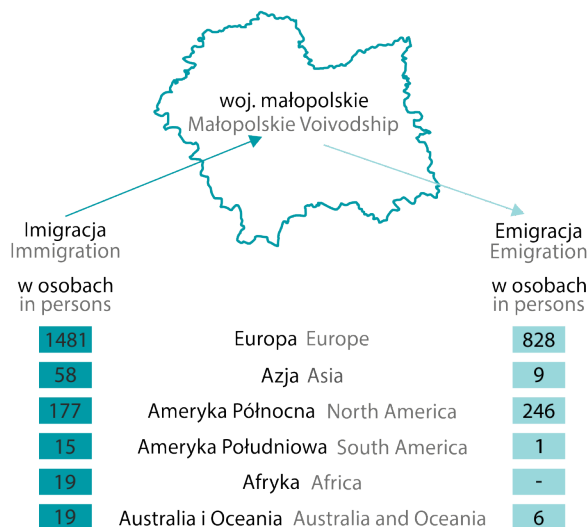 woj. małopolskie
Małopolskie Voivodship
Imigracja
Immigration
w osobach
in persons
Emigracja
Emigration
w osobach
in persons
1481 Europa Europe 828
58 Azja Asia 9
177 Ameryka Północna North America 246
15 Ameryka Południowa South America 1
19 Afryka Africa -
19 Australia i Oceania Australia and Oceania 6